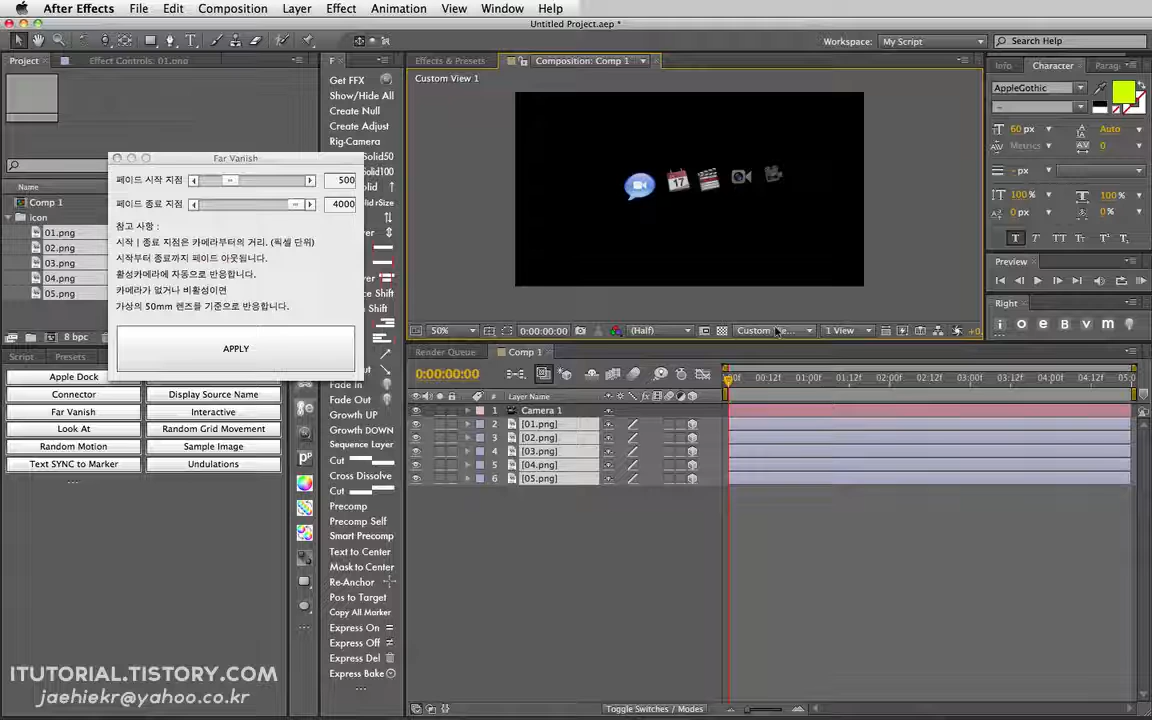 After Effects File Edit Composition Layer Effect Animation View Window Help
Untitled Project.aep *
Workspace: My Script Search Help
Project Effect Controls: 01.png
Effects & Presets Composition: Comp 1
Info Character Parag
Custom View 1
AppleGothic
60 px Auto
Metrics 0
- px
100% 100%
0 px 0%
T T TT Tт T¹ T₁
Preview
Right
i o e B v m
Name
Comp 1
icon
01.png
02.png
03.png
04.png
05.png
8 bpc
Far Vanish
페이드 시작 지점 500
페이드 종료 지점 4000
참고 사항 :
시작 | 종료 지점은 카메라부터의 거리. (픽셀 단위)
시작부터 종료까지 페이드 아웃됩니다.
활성카메라에 자동으로 반응합니다.
카메라가 없거나 비활성이면
가상의 50mm 렌즈를 기준으로 반응합니다.
APPLY
Get FFX
Show/Hide All
Create Null
Create Adjust
Rig-Camera
Solid50
Solid100
Fade In
Fade Out
Growth UP
Growth DOWN
Sequence Layer
Cut
Cross Dissolve
Cut
Precomp
Precomp Self
Smart Precomp
Text to Center
Mask to Center
Re-Anchor
Pos to Target
Copy All Marker
Express On
Express Off
Express Del
Express Bake
17
50% 0:00:00:00 (Half) Custom 1 View
Script Presets
Apple Dock
Connector Display Source Name
Far Vanish Interactive
Look At Random Grid Movement
Random Motion Sample Image
Text SYNC to Marker Undulations
Render Queue Comp 1
0:00:00:00
# Layer Name
00:12f 01:00f 01:12f 02:00f 02:12f 03:00f 03:12f 04:00f 04:12f 05:0
1 Camera 1
2 [01.png]
3 [02.png]
4 [03.png]
5 [04.png]
6 [05.png]
Toggle Switches / Modes
ITUTORIAL.TISTORY.COM
jaehiekr@yahoo.co.kr